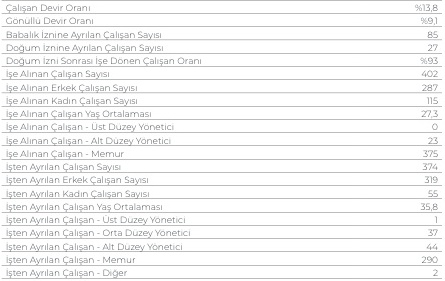 Çalışan Devir Oranı %13,8
Gönüllü Devir Oranı %9,1
Babalık İznine Ayrılan Çalışan Sayısı 85
Doğum İznine Ayrılan Çalışan Sayısı 27
Doğum İzni Sonrası İşe Dönen Çalışan Oranı %93
İşe Alınan Çalışan Sayısı 402
İşe Alınan Erkek Çalışan Sayısı 287
İşe Alınan Kadın Çalışan Sayısı 115
İşe Alınan Çalışan Yaş Ortalaması 27,3
İşe Alınan Çalışan - Üst Düzey Yönetici 0
İşe Alınan Çalışan - Alt Düzey Yönetici 23
İşe Alınan Çalışan - Memur 375
İşten Ayrılan Çalışan Sayısı 374
İşten Ayrılan Erkek Çalışan Sayısı 319
İşten Ayrılan Kadın Çalışan Sayısı 55
İşten Ayrılan Çalışan Yaş Ortalaması 35,8
İşten Ayrılan Çalışan - Üst Düzey Yönetici 1
İşten Ayrılan Çalışan - Orta Düzey Yönetici 37
İşten Ayrılan Çalışan - Alt Düzey Yönetici 44
İşten Ayrılan Çalışan - Memur 290
İşten Ayrılan Çalışan - Diğer 2